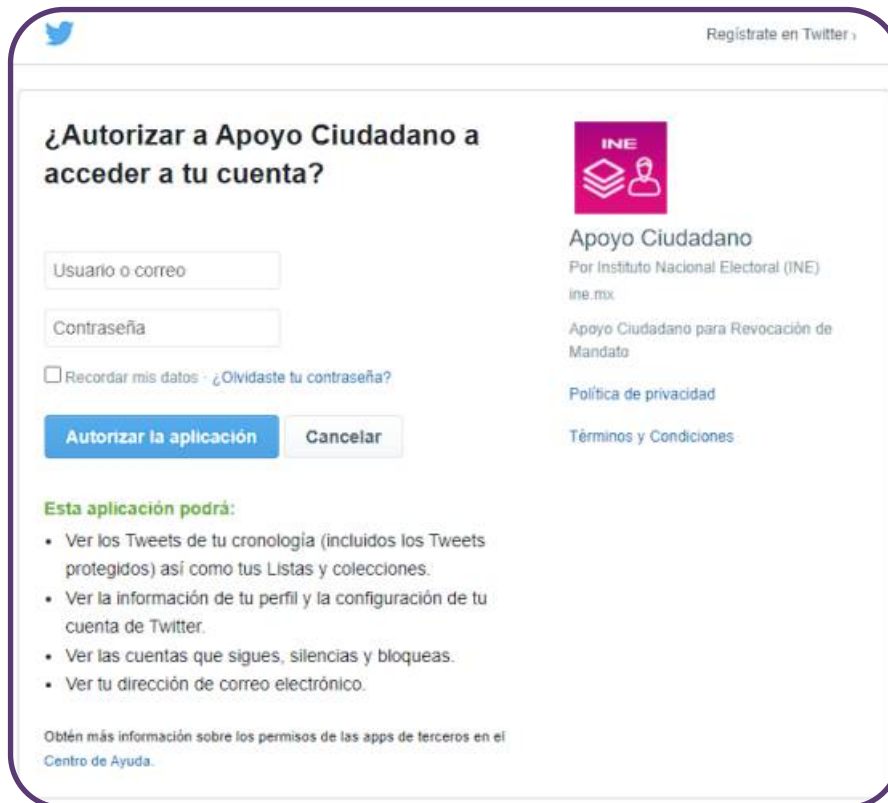 Regístrate en Twitter ›
¿Autorizar a Apoyo Ciudadano a
acceder a tu cuenta?
Usuario o correo
Contraseña
Recordar mis datos · ¿Olvidaste tu contraseña?
Autorizar la aplicación
Cancelar
Esta aplicación podrá:
• Ver los Tweets de tu cronología (incluidos los Tweets
protegidos) así como tus Listas y colecciones.
• Ver la información de tu perfil y la configuración de tu
cuenta de Twitter.
• Ver las cuentas que sigues, silencias y bloqueas.
• Ver tu dirección de correo electrónico.
Obtén más información sobre los permisos de las apps de terceros en el
Centro de Ayuda.
INE
Apoyo Ciudadano
Por Instituto Nacional Electoral (INE)
ine.mx
Apoyo Ciudadano para Revocación de
Mandato
Política de privacidad
Términos y Condiciones